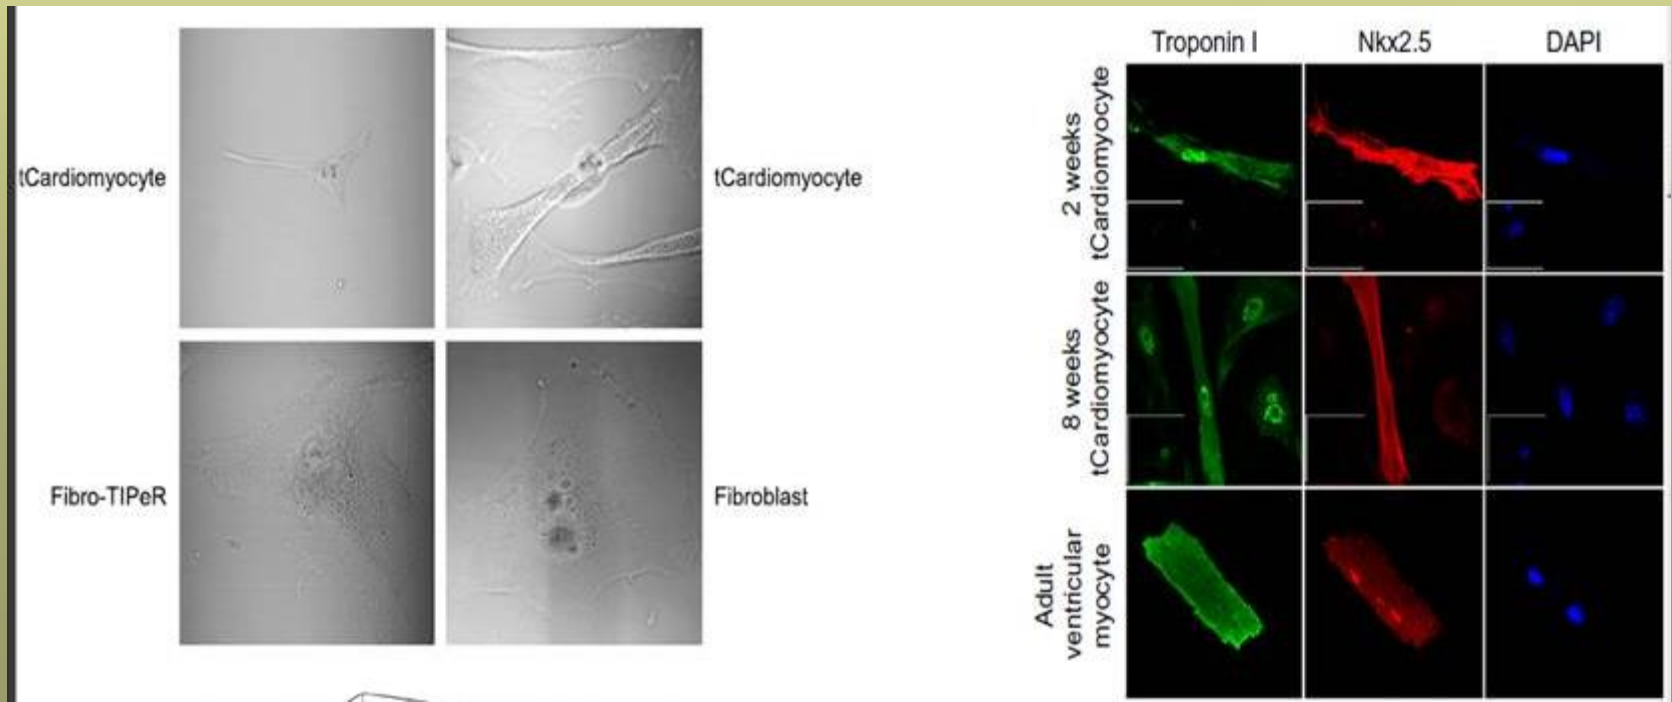 tCardiomyocyte
tCardiomyocyte
Fibro-TIPeR
Fibroblast
Troponin I Nkx2.5 DAPI
2 weeks
tCardiomyocyte
8 weeks
tCardiomyocyte
Adult
ventricular
myocyte